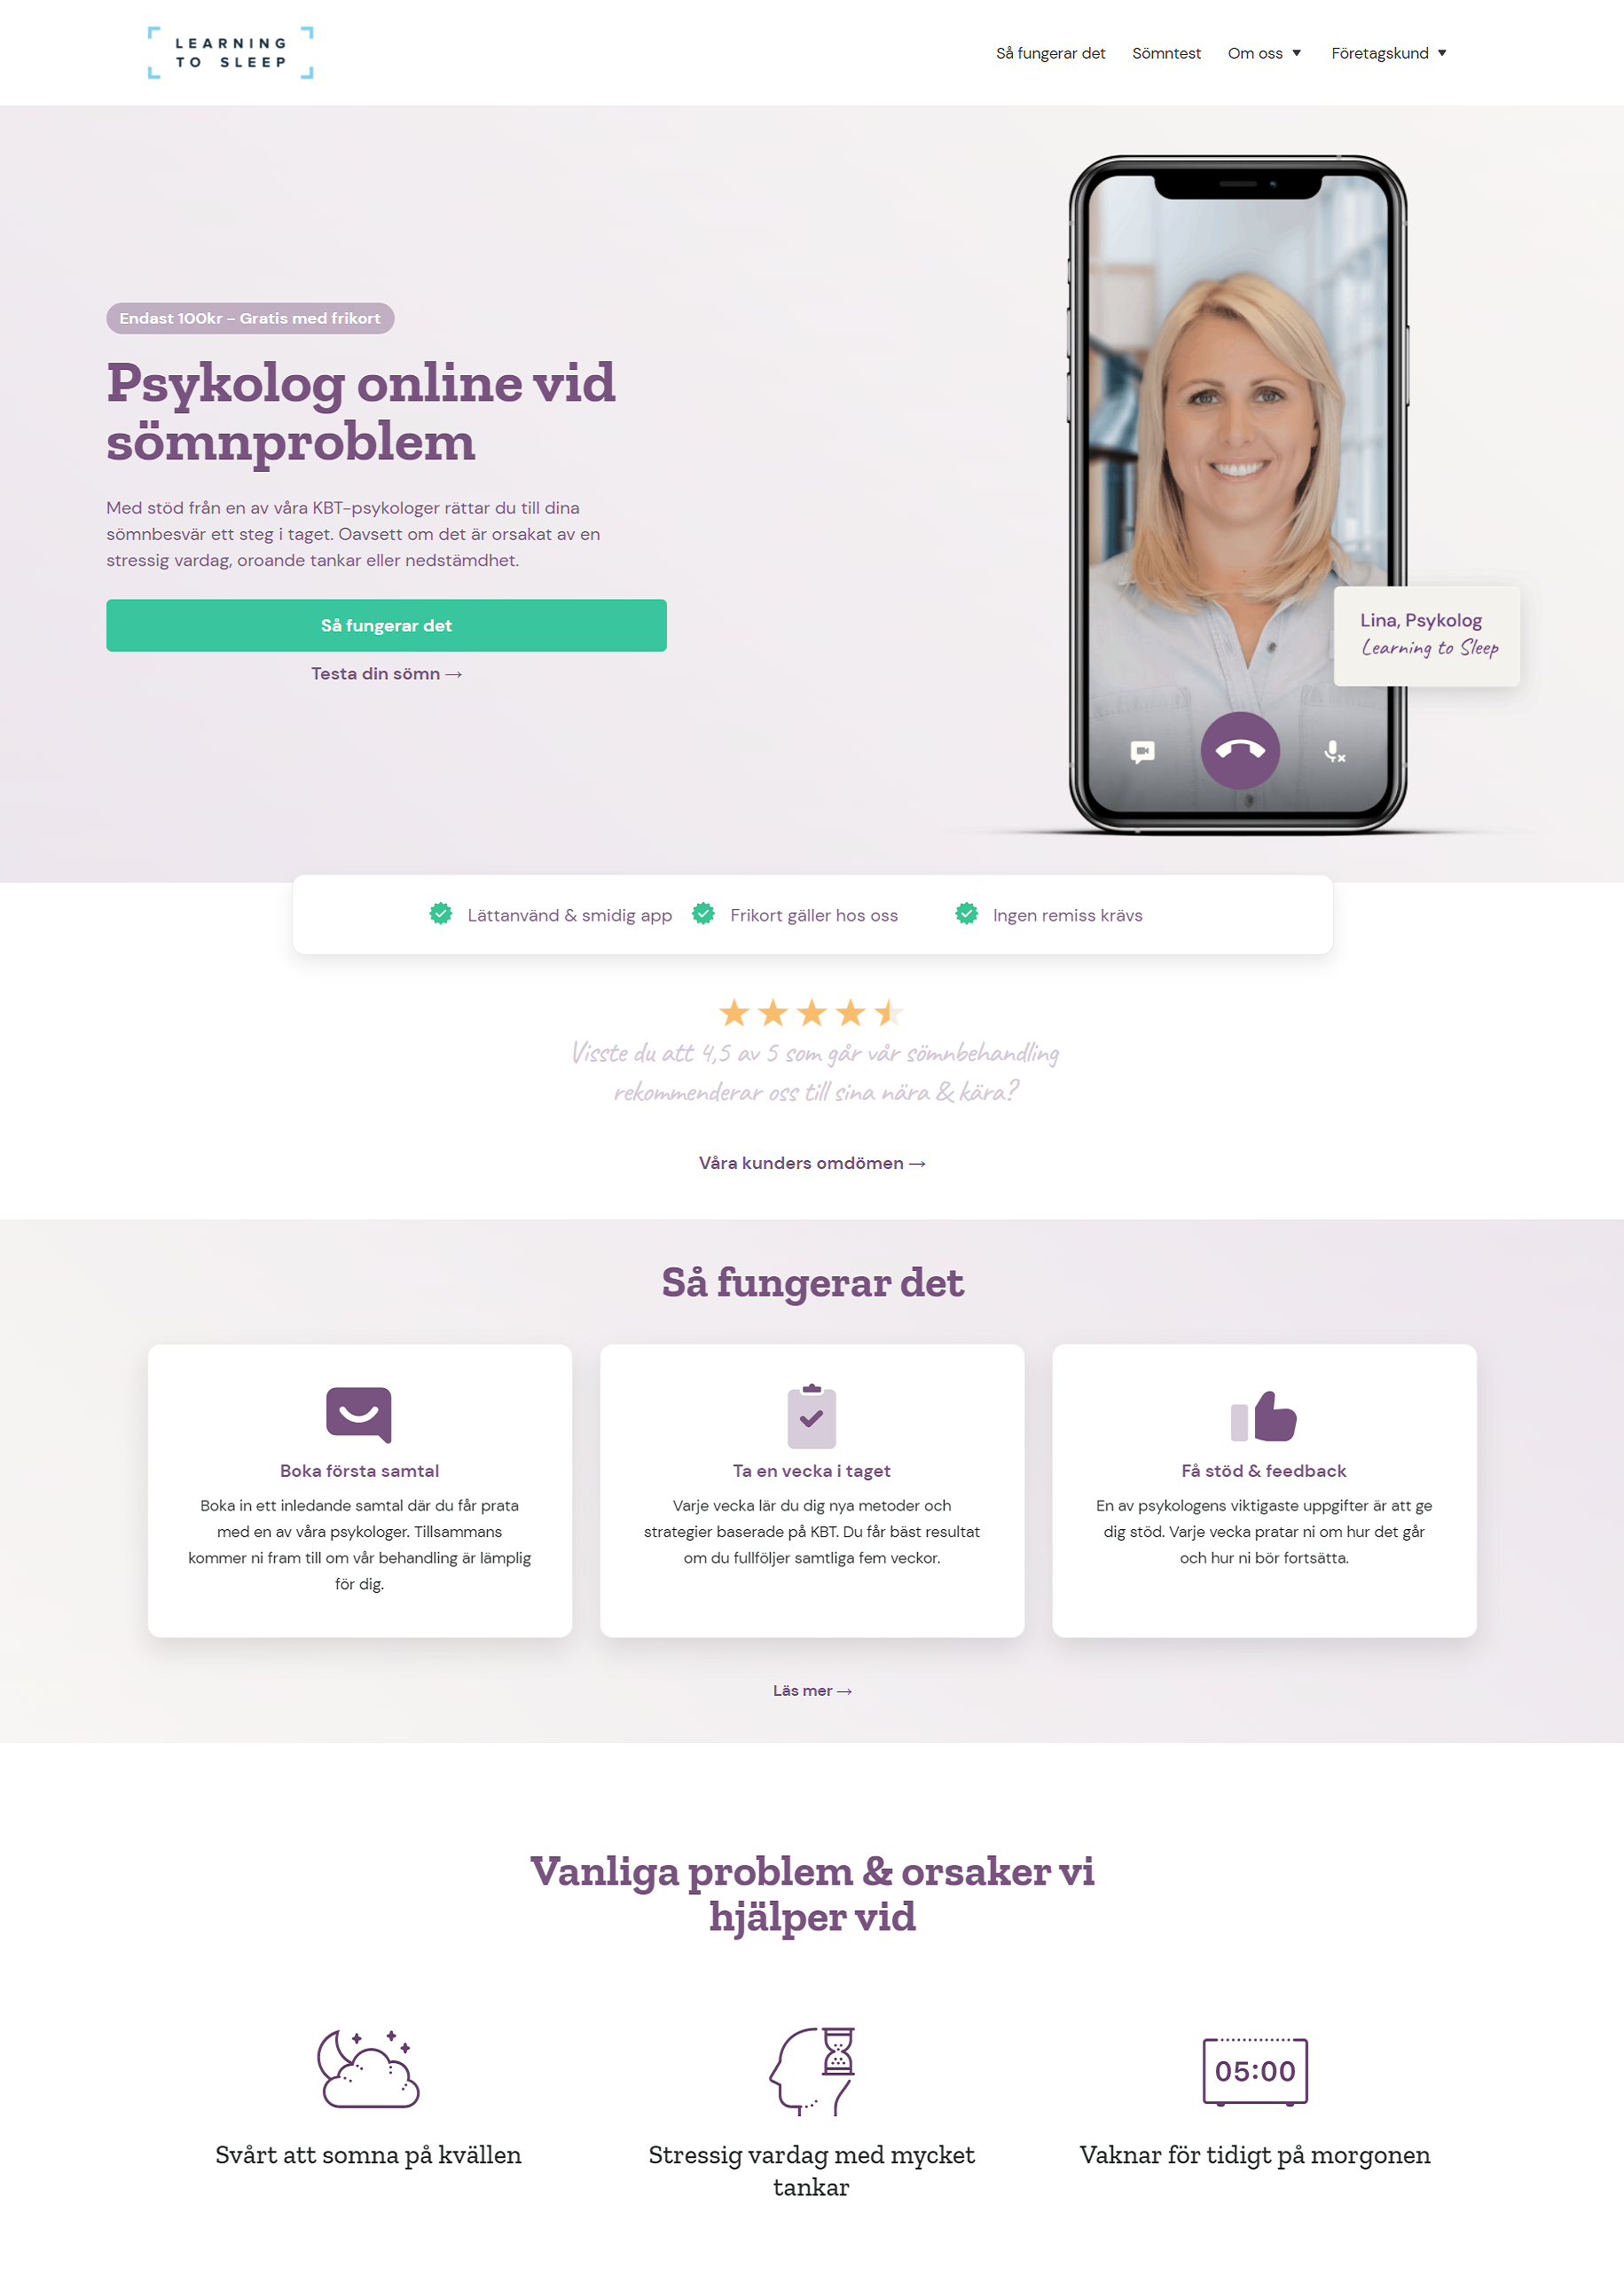 LEARNING
TO SLEEP
Så fungerar det
Sömntest
Om oss
Företagskund
Endast 100kr – Gratis med frikort
Psykolog online vid
sömnproblem
Med stöd från en av våra KBT-psykologer rättar du till dina
sömnbesvär ett steg i taget. Oavsett om det är orsakat av en
stressig vardag, oroande tankar eller nedstämdhet.
Så fungerar det
Testa din sömn →
Lina, Psykolog
Learning to Sleep
Lättanvänd & smidig app
Frikort gäller hos oss
Ingen remiss krävs
Visste du att 4,5 av 5 som går vår sömnbehandling
rekommenderar oss till sina nära & kära?
Våra kunders omdömen →
Så fungerar det
Boka första samtal
Boka in ett inledande samtal där du får prata
med en av våra psykologer. Tillsammans
kommer ni fram till om vår behandling är lämplig
för dig.
Ta en vecka i taget
Varje vecka lär du dig nya metoder och
strategier baserade på KBT. Du får bäst resultat
om du fullföljer samtliga fem veckor.
Få stöd & feedback
En av psykologens viktigaste uppgifter är att ge
dig stöd. Varje vecka pratar ni om hur det går
och hur ni bör fortsätta.
Läs mer →
Vanliga problem & orsaker vi
hjälper vid
05:00
Svårt att somna på kvällen
Stressig vardag med mycket
tankar
Vaknar för tidigt på morgonen